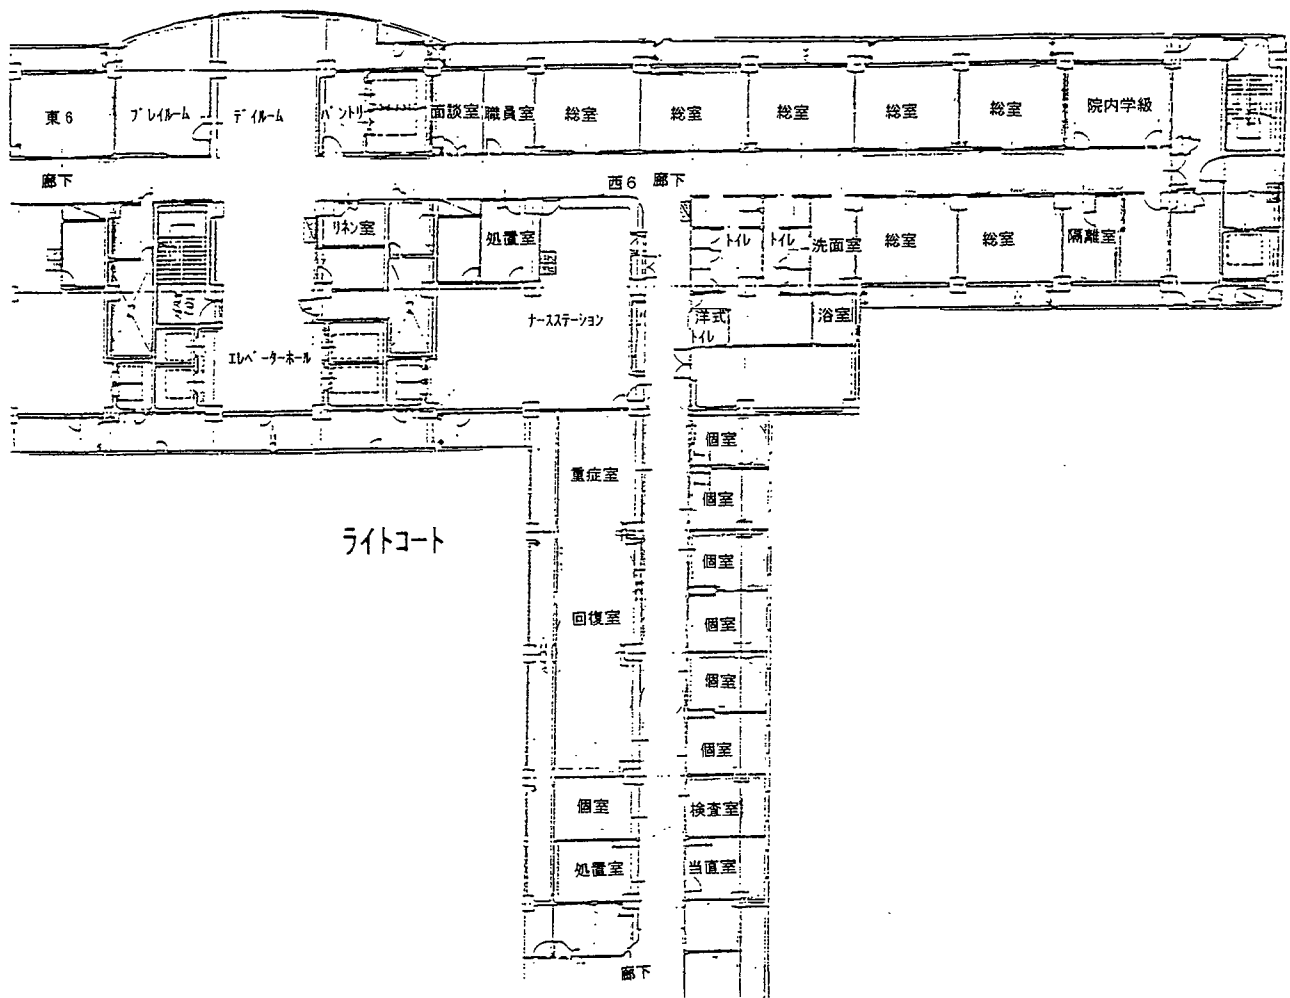 東6
プレイルーム
デイルーム
パントリー
面談室
職員室
総室
総室
総室
総室
総室
院内学級
廊下
西6 廊下
リネン室
処置室
トイレ
トイレ
洗面室
総室
総室
隔離室
ナースステーション
洋式
トイレ
浴室
エレベーターホール
個室
重症室
個室
ライトコート
個室
回復室
個室
個室
個室
個室
検査室
処置室
当直室
廊下